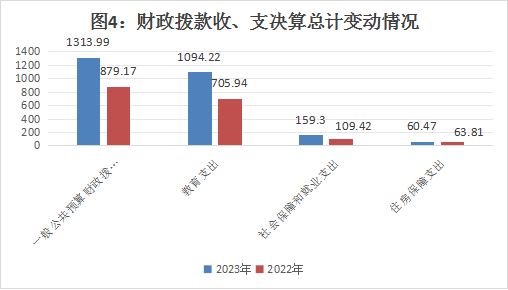 图4：财政拨款收、支决算总计变动情况
1313.99
1094.22
879.17
705.94
159.3
109.42
60.47
63.81
1400
1200
1000
800
600
400
200
0
一般公共预算财政拨…
教育支出
社会保障和就业支出
住房保障支出
2023年
2022年